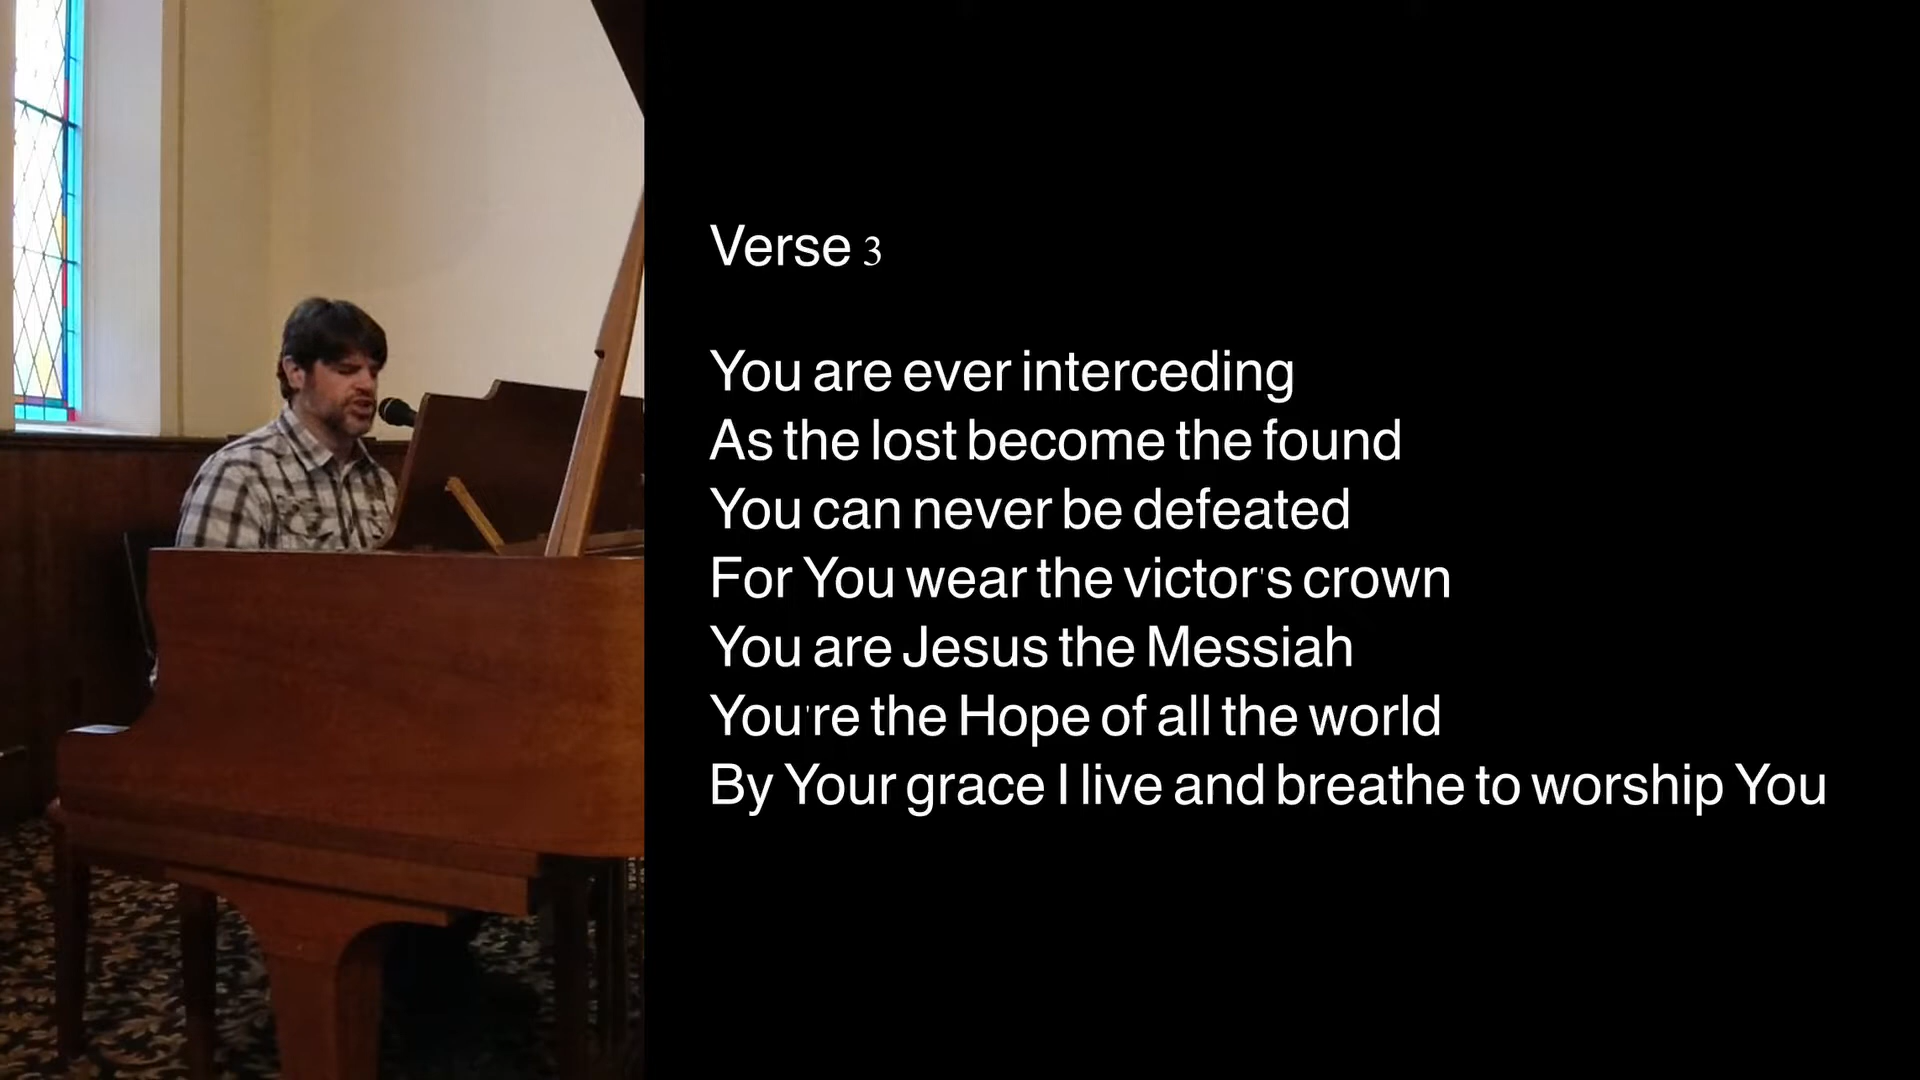 Verse 3
You are ever interceding
As the lost become the found
You can never be defeated
For You wear the victor's crown
You are Jesus the Messiah
You're the Hope of all the world
By Your grace I live and breathe to worship You